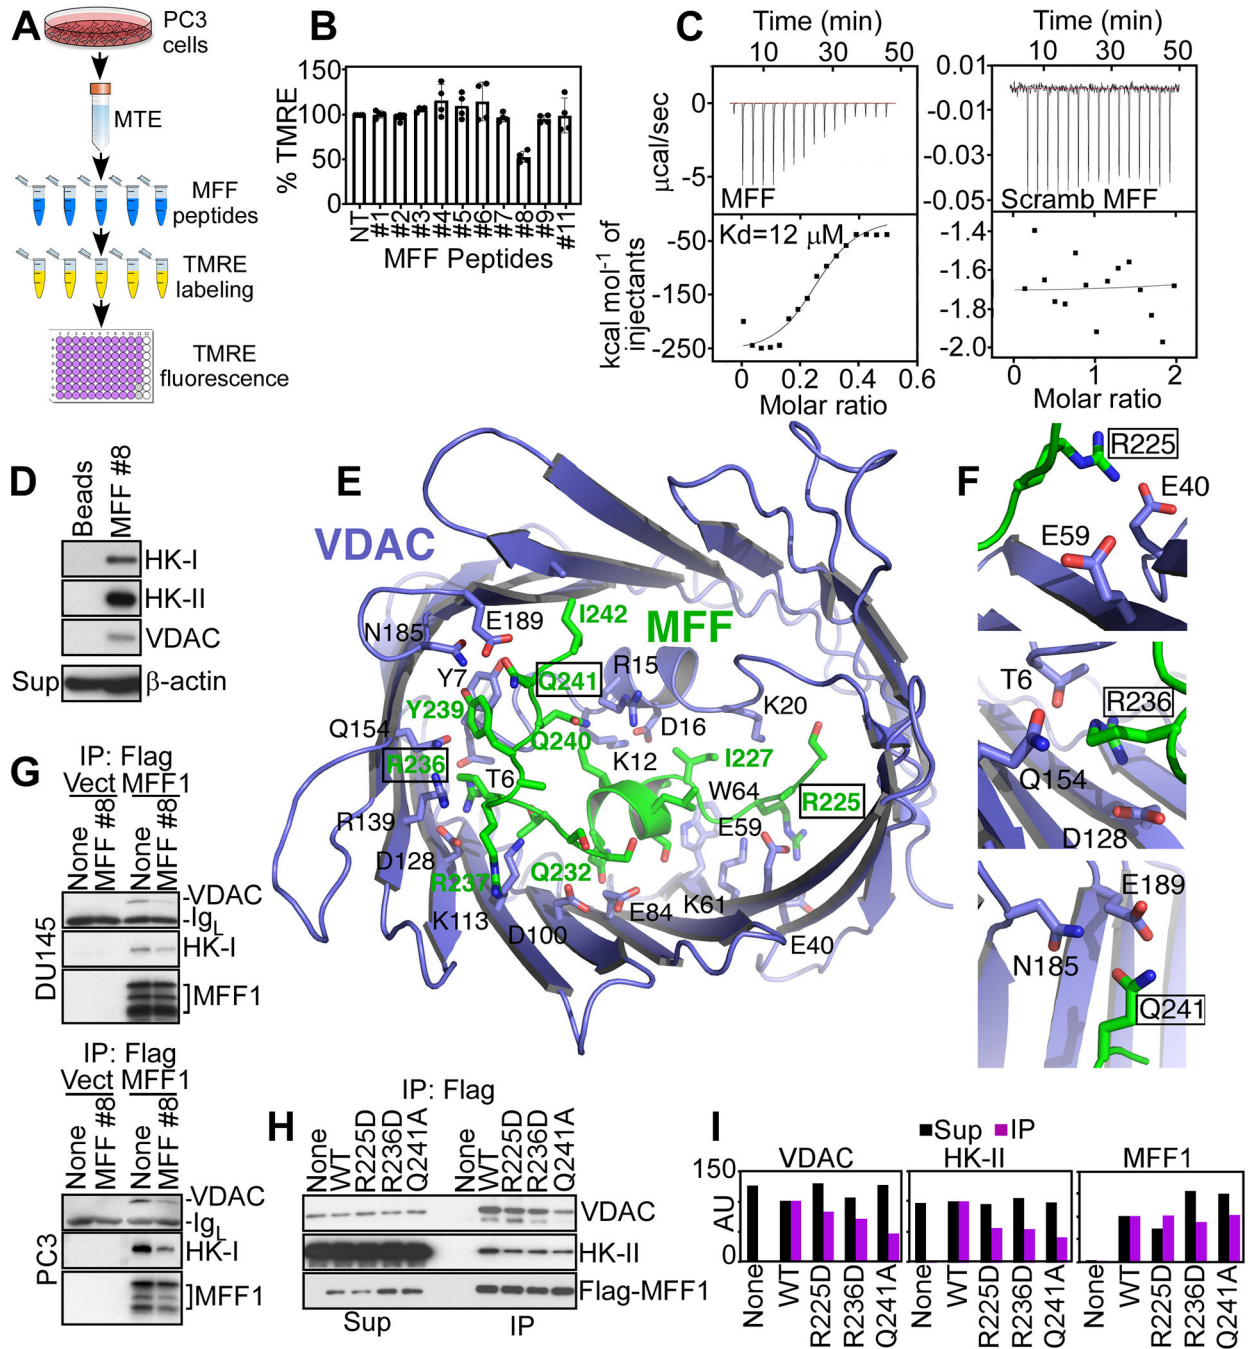 A
PC3
cells
MTE
MFF
peptides
TMRE
labeling
TMRE
fluorescence
B
% TMRE
150
100
50
0
NT
#1
#2
#3
#4
#5
#6
#7
#8
#9
#11
MFF Peptides
C
Time (min)
10 30 50
µcal/sec
0
-5
MFF
Kd=12 µM
kcal mol-1 of
injectants
-50
-150
-250
0 0.2 0.4 0.6
Molar ratio
Time (min)
10 30 50
0.01
-0.01
-0.03
-0.05
Scramb MFF
-1.4
-1.6
-1.8
-2.0
0 1 2
Molar ratio
D
Beads
MFF #8
HK-I
HK-II
VDAC
Sup
β-actin
E
VDAC
MFF
I242
E189
N185
Q241
R15
Y7
Y239
D16
K20
Q154
Q240
R236
K12
I227
T6
W64
R225
R139
E59
D128
Q232
R237
K61
E84
K113
D100
E40
F
R225
E40
E59
T6
R236
Q154
D128
E189
N185
Q241
G
IP: Flag
Vect MFF1
None
MFF #8
None
MFF #8
-VDAC
-IgL
HK-I
]MFF1
DU145
IP: Flag
Vect MFF1
None
MFF #8
None
MFF #8
-VDAC
-IgL
HK-I
]MFF1
PC3
H
IP: Flag
None
WT
R225D
R236D
Q241A
None
WT
R225D
R236D
Q241A
VDAC
HK-II
Flag-MFF1
Sup IP
I
Sup IP
VDAC HK-II MFF1
AU
150
0
None
WT
R225D
R236D
Q241A
None
WT
R225D
R236D
Q241A
None
WT
R225D
R236D
Q241A